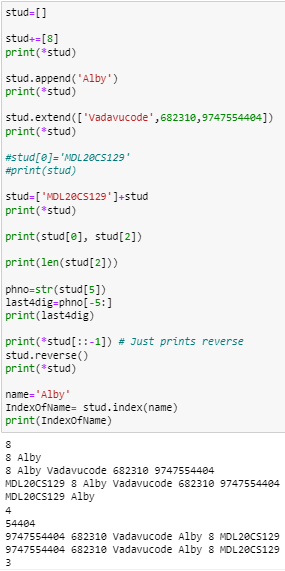 stud=[]
stud+=[8]
print(*stud)
stud.append('Alby')
print(*stud)
stud.extend(['Vadavucode',682310,9747554404])
print(*stud)
#stud[0]='MDL20CS129'
#print(stud)
stud=['MDL20CS129']+stud
print(*stud)
print(stud[0], stud[2])
print(len(stud[2]))
phno=str(stud[5])
last4dig=phno[-5:]
print(last4dig)
print(*stud[::-1]) # Just prints reverse
stud.reverse()
print(*stud)
name='Alby'
IndexOfName= stud.index(name)
print(IndexOfName)
8
8 Alby
8 Alby Vadavucode 682310 9747554404
MDL20CS129 8 Alby Vadavucode 682310 9747554404
MDL20CS129 Alby
4
54404
9747554404 682310 Vadavucode Alby 8 MDL20CS129
9747554404 682310 Vadavucode Alby 8 MDL20CS129
3